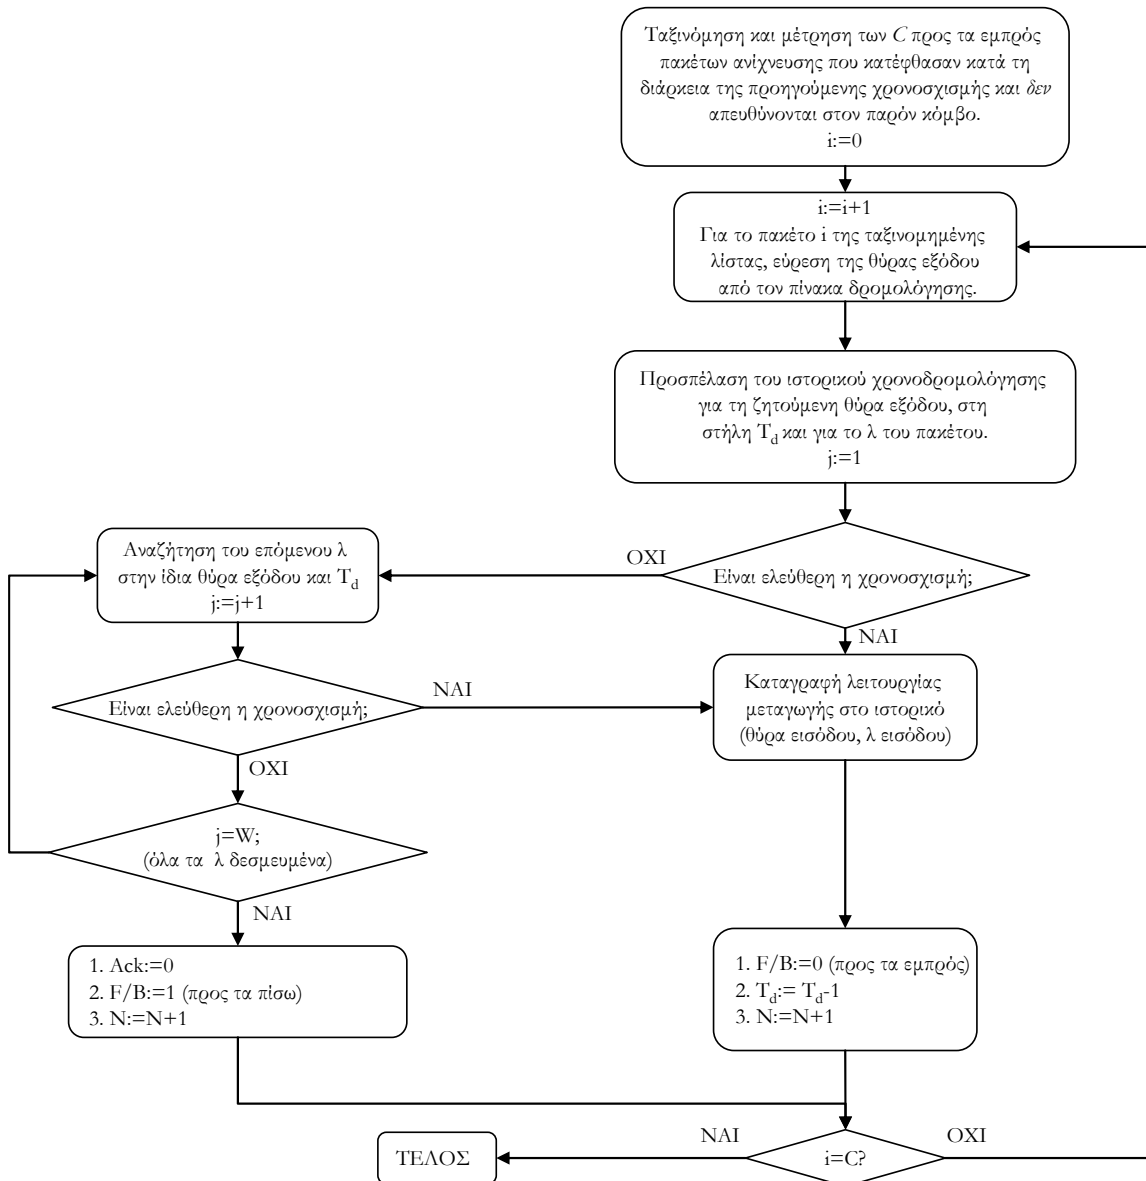 Ταξινόμηση και μέτρηση των C προς τα εμπρός
πακέτων ανίχνευσης που κατέφθασαν κατά τη
διάρκεια της προηγούμενης χρονοσχισμής και δεν
απευθύνονται στον παρόν κόμβο.
i:=0
i:=i+1
Για το πακέτο i της ταξινομημένης
λίστας, εύρεση της θύρας εξόδου
από τον πίνακα δρομολόγησης.
Προσπέλαση του ιστορικού χρονοδρομολόγησης
για τη ζητούμενη θύρα εξόδου, στη
στήλη T_d και για το λ του πακέτου.
j:=1
Είναι ελεύθερη η χρονοσχισμή;
ΟΧΙ
ΝΑΙ
Αναζήτηση του επόμενου λ
στην ίδια θύρα εξόδου και T_d
j:=j+1
Είναι ελεύθερη η χρονοσχισμή;
ΝΑΙ
ΟΧΙ
Καταγραφή λειτουργίας
μεταγωγής στο ιστορικό
(θύρα εισόδου, λ εισόδου)
j=W;
(όλα τα λ δεσμευμένα)
ΝΑΙ
1. Ack:=0
2. F/B:=1 (προς τα πίσω)
3. N:=N+1
1. F/B:=0 (προς τα εμπρός)
2. T_d:= T_d-1
3. N:=N+1
ΝΑΙ
ΟΧΙ
ΤΕΛΟΣ
i=C?